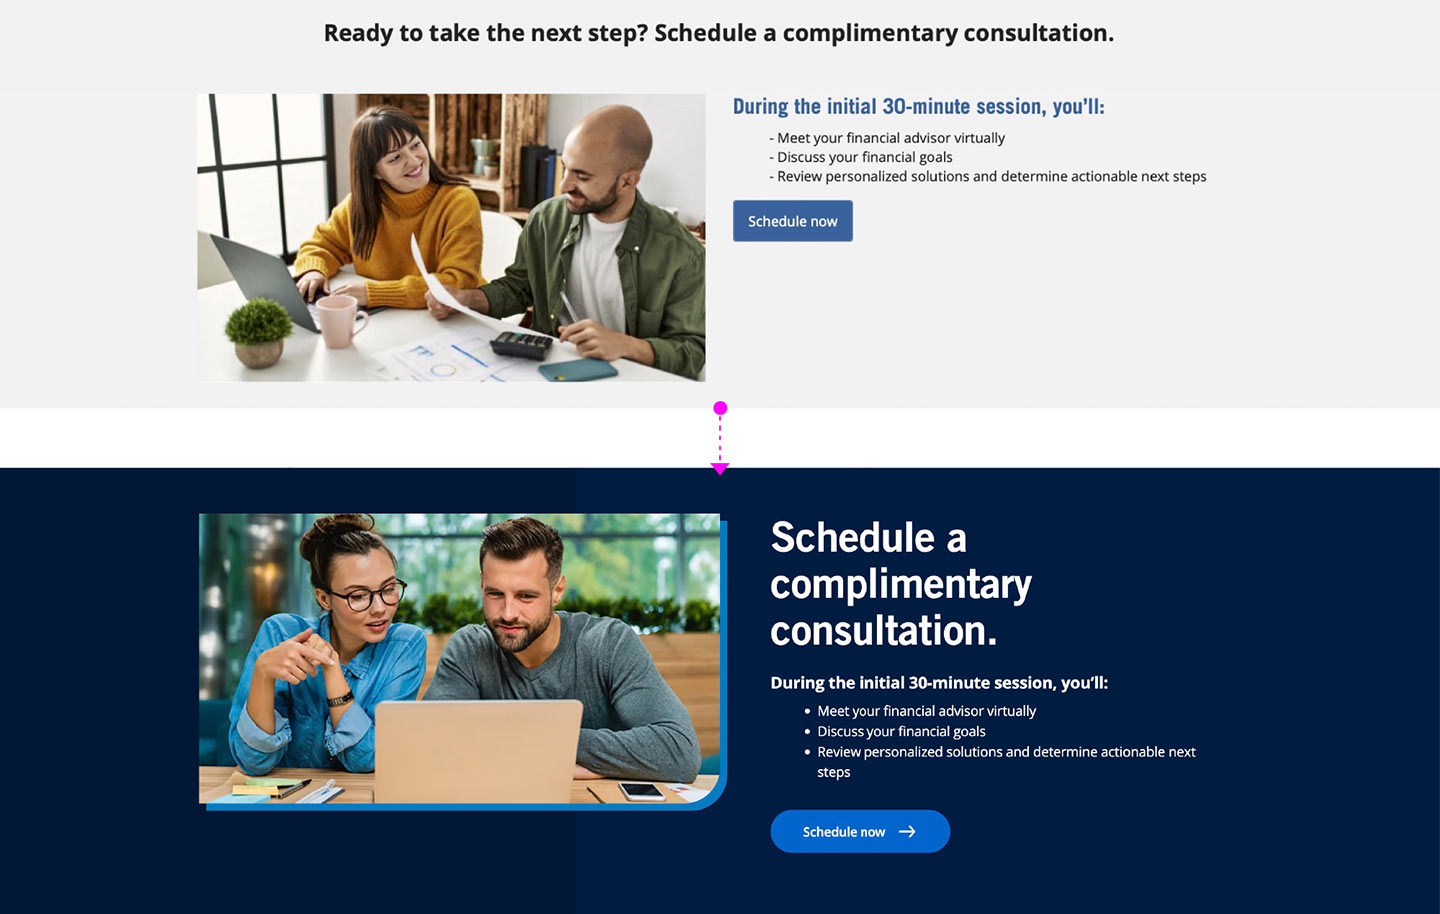 Ready to take the next step? Schedule a complimentary consultation.
During the initial 30-minute session, you’ll:
- Meet your financial advisor virtually
- Discuss your financial goals
- Review personalized solutions and determine actionable next steps
Schedule now
Schedule a
complimentary
consultation.
During the initial 30-minute session, you’ll:
• Meet your financial advisor virtually
• Discuss your financial goals
• Review personalized solutions and determine actionable next
steps
Schedule now →